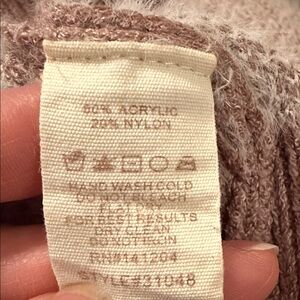 ACRYLIC
20% NYLON
HAND WASH COLD
DO NOT BLEACH
FOR BEST RESULTS
DRY CLEAN
DO NOT IRON
RN#141204
STYLE#31048